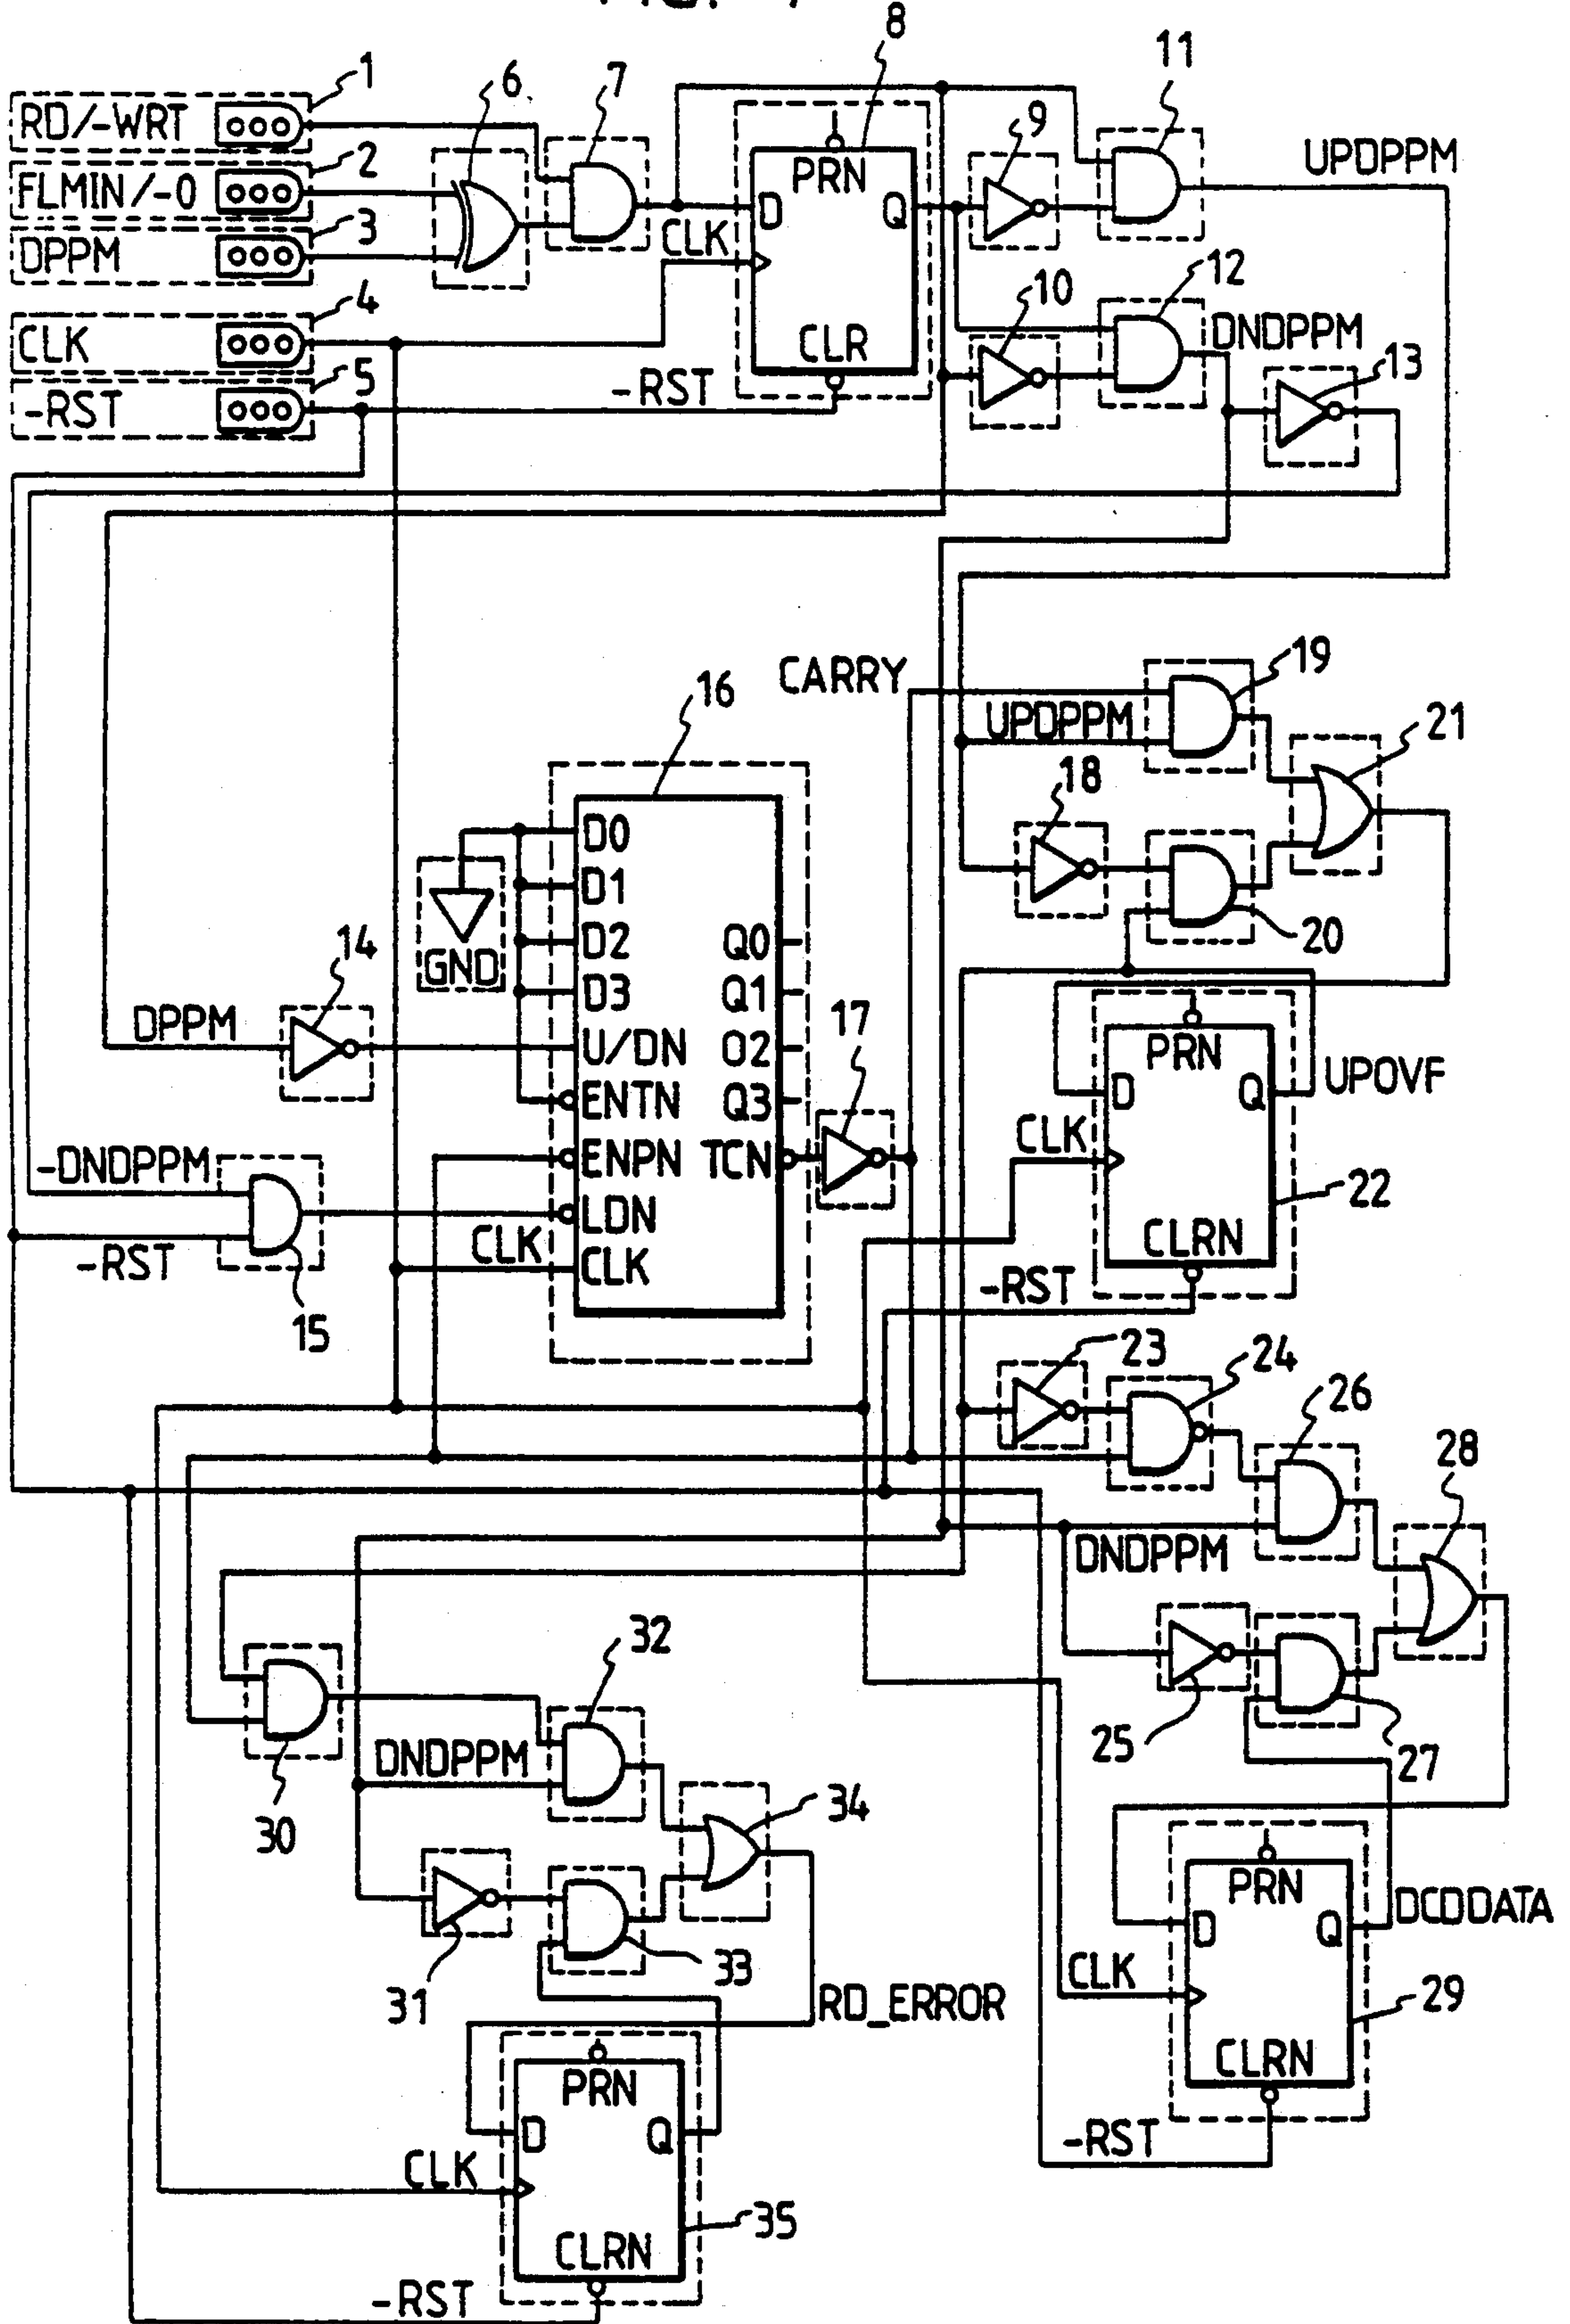 8
1
6
7
11
RD/-WRT
9
UPDPPM
2
FLMIN/-0
PRN
D
Q
3
CLK
DPPM
12
4
10
DNDPPM
CLK
CLR
13
5
-RST
-RST
19
CARRY
16
UPDPPM
21
18
D0
D1
20
14
D2
Q0
GND
D3
Q1
17
DPPM
U/DN
O2
PRN
UPOVF
ENTN
Q3
D
Q
CLK
-DNDPPM
ENPN
TCN
22
LDN
CLK
CLRN
-RST
CLK
-RST
15
23
24
26
28
DNDPPM
32
25
27
DNDPPM
30
34
PRN
DCDDATA
D
Q
33
CLK
31
RD_ERROR
29
CLRN
PRN
D
Q
-RST
CLK
35
CLRN
-RST